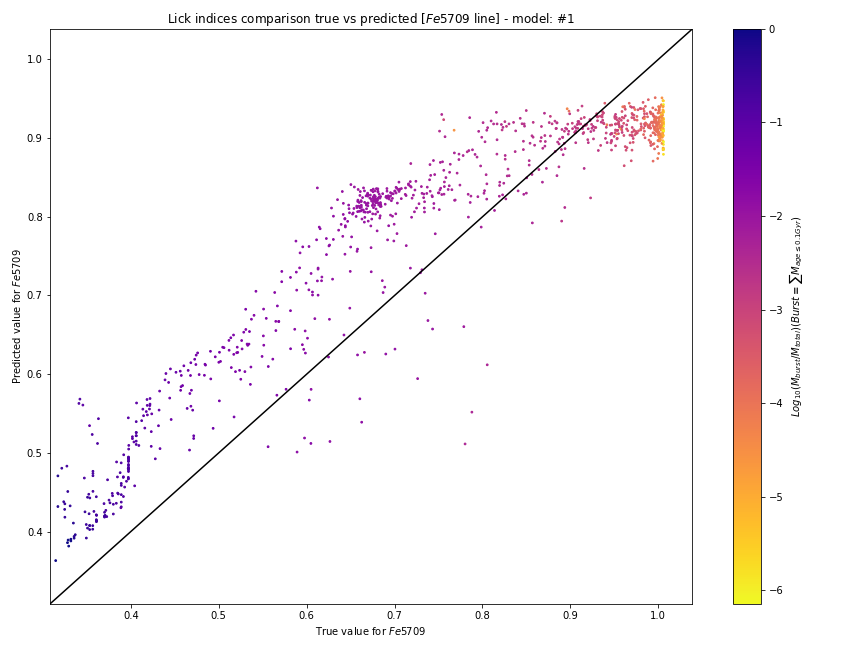 Lick indices comparison true vs predicted [Fe5709 line] - model: #1
Predicted value for Fe5709
1.0
0.9
0.8
0.7
0.6
0.5
0.4
0.4 0.5 0.6 0.7 0.8 0.9 1.0
True value for Fe5709
0
−1
−2
−3
−4
−5
−6
Log10(Mburst/Mtotal)(Burst = ∑Mage≤0.1Gyr)